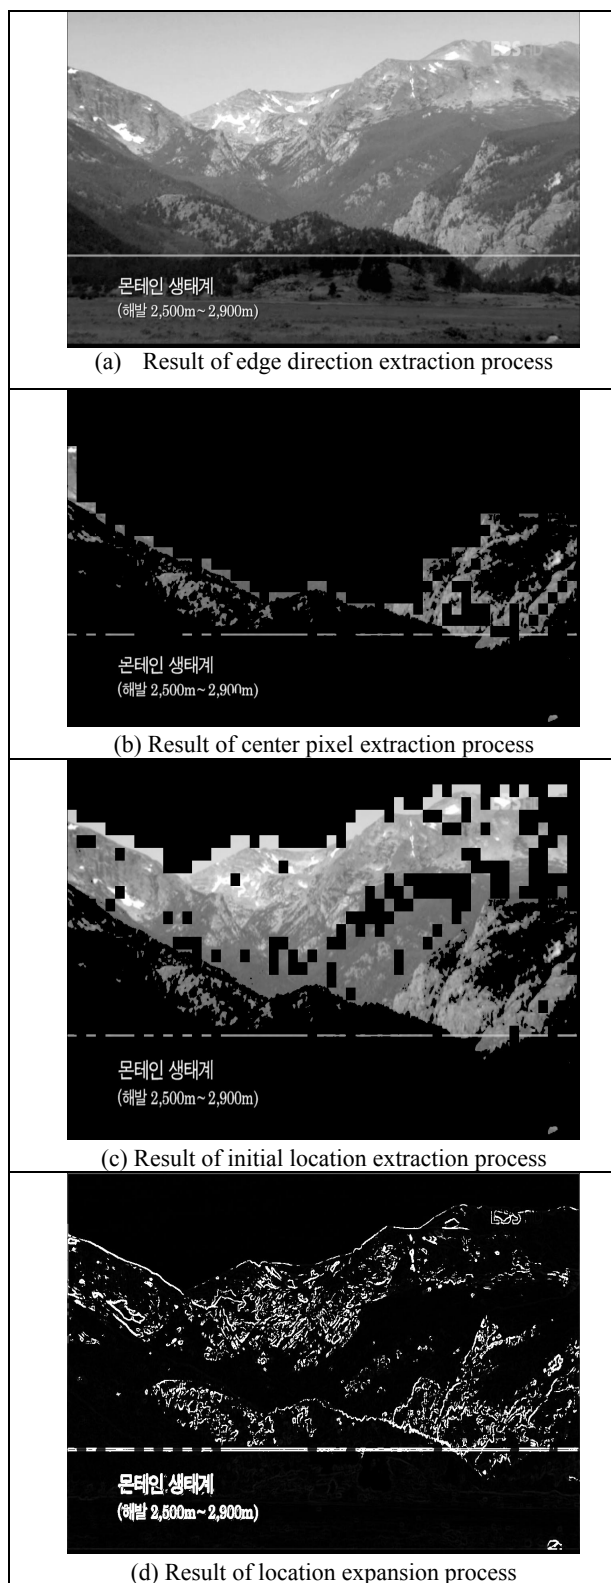 EBS HD
몬테인 생태계
(해발 2,500m~2,900m)
(a) Result of edge direction extraction process
몬테인 생태계
(해발 2,500m~2,900m)
(b) Result of center pixel extraction process
몬테인 생태계
(해발 2,500m~2,900m)
(c) Result of initial location extraction process
EBS
몬테인 생태계
(해발 2,500m~2,900m)
(d) Result of location expansion process